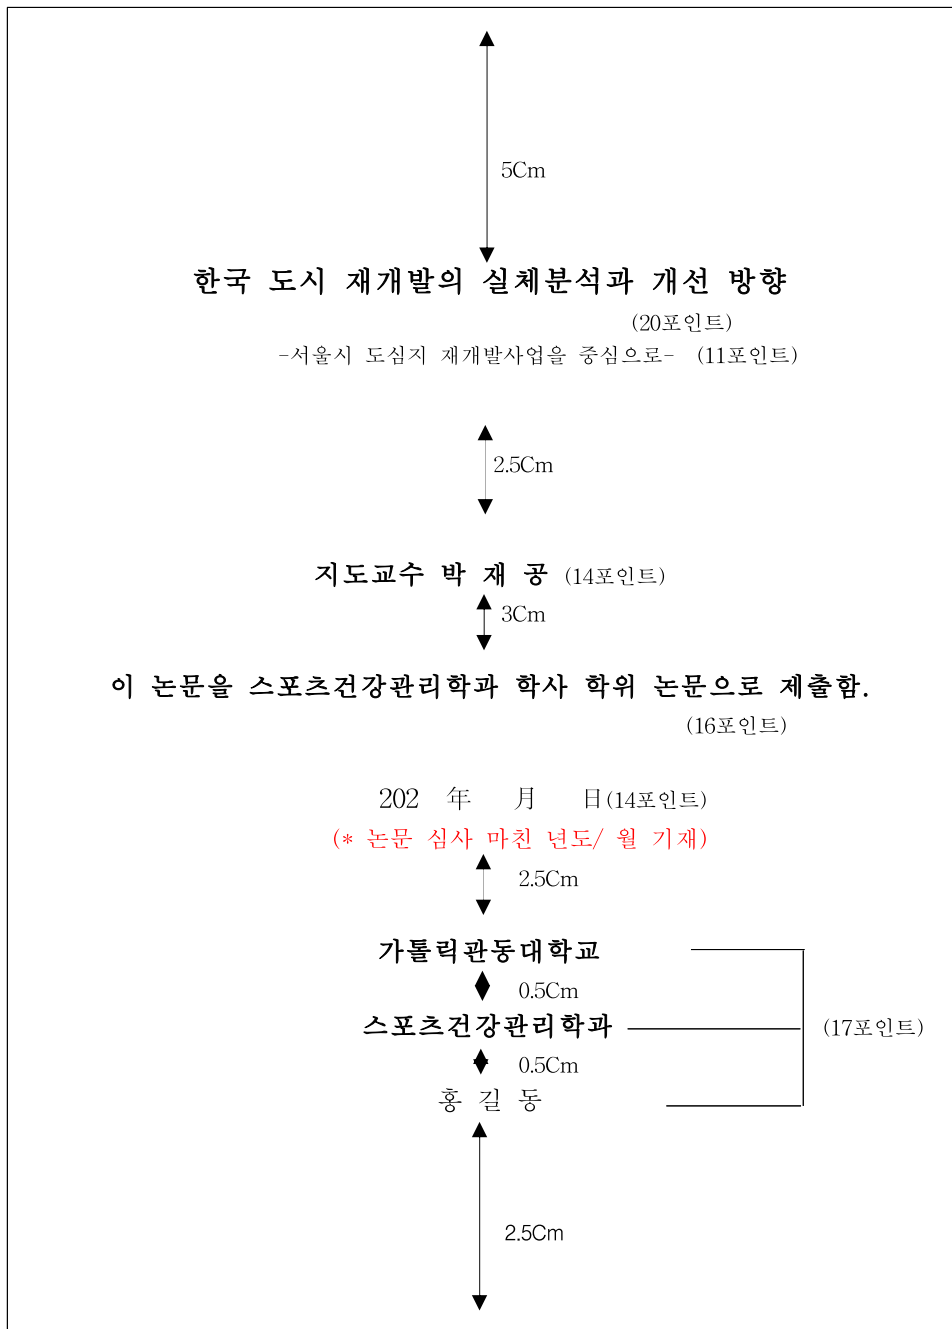 5Cm
한국 도시 재개발의 실체분석과 개선 방향
(20포인트)
-서울시 도심지 재개발사업을 중심으로- (11포인트)
2.5Cm
지도교수 박 재 공 (14포인트)
3Cm
이 논문을 스포츠건강관리학과 학사 학위 논문으로 제출함.
(16포인트)
202 年 月 日(14포인트)
(* 논문 심사 마친 년도/ 월 기재)
2.5Cm
가톨릭관동대학교
0.5Cm
스포츠건강관리학과
(17포인트)
0.5Cm
홍 길 동
2.5Cm